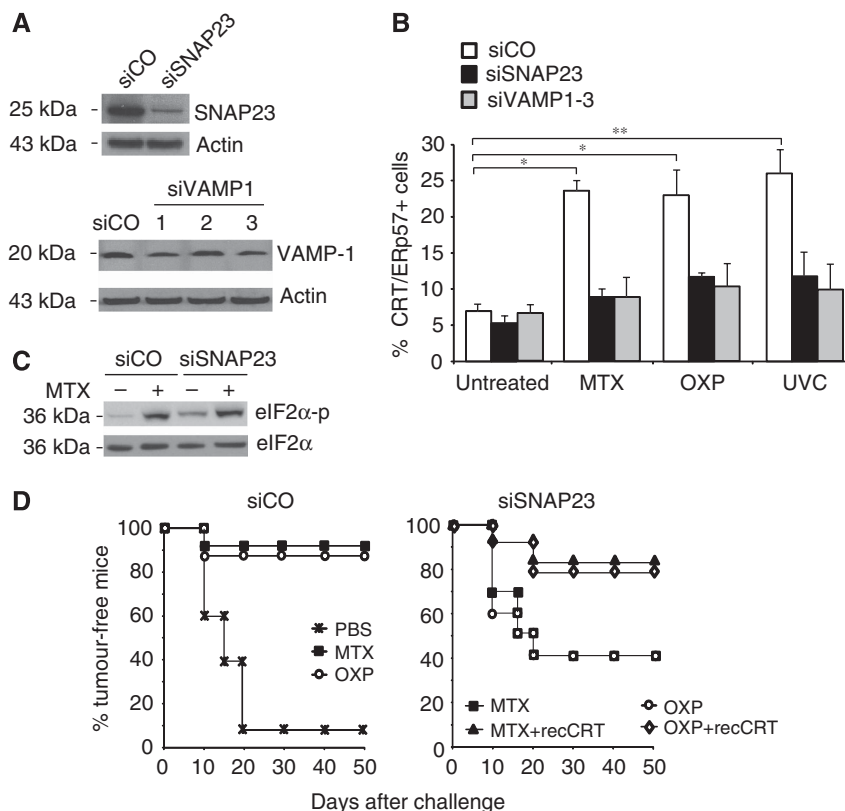 A
siCO
siSNAP23
25 kDa -
SNAP23
43 kDa -
Actin
siVAMP1
siCO 1 2 3
20 kDa -
VAMP-1
43 kDa -
Actin
B
siCO
siSNAP23
siVAMP1-3
**
*
*
% CRT/ERp57+ cells
30
25
20
15
10
5
0
Untreated MTX OXP UVC
C
siCO siSNAP23
MTX – + – +
36 kDa -
eIF2α-p
36 kDa -
eIF2α
D
siCO
% tumour-free mice
100
80
60
40
20
0
PBS
MTX
OXP
0 10 20 30 40 50
siSNAP23
100
80
60
40
20
0
MTX OXP
MTX+recCRT OXP+recCRT
0 10 20 30 40 50
Days after challenge